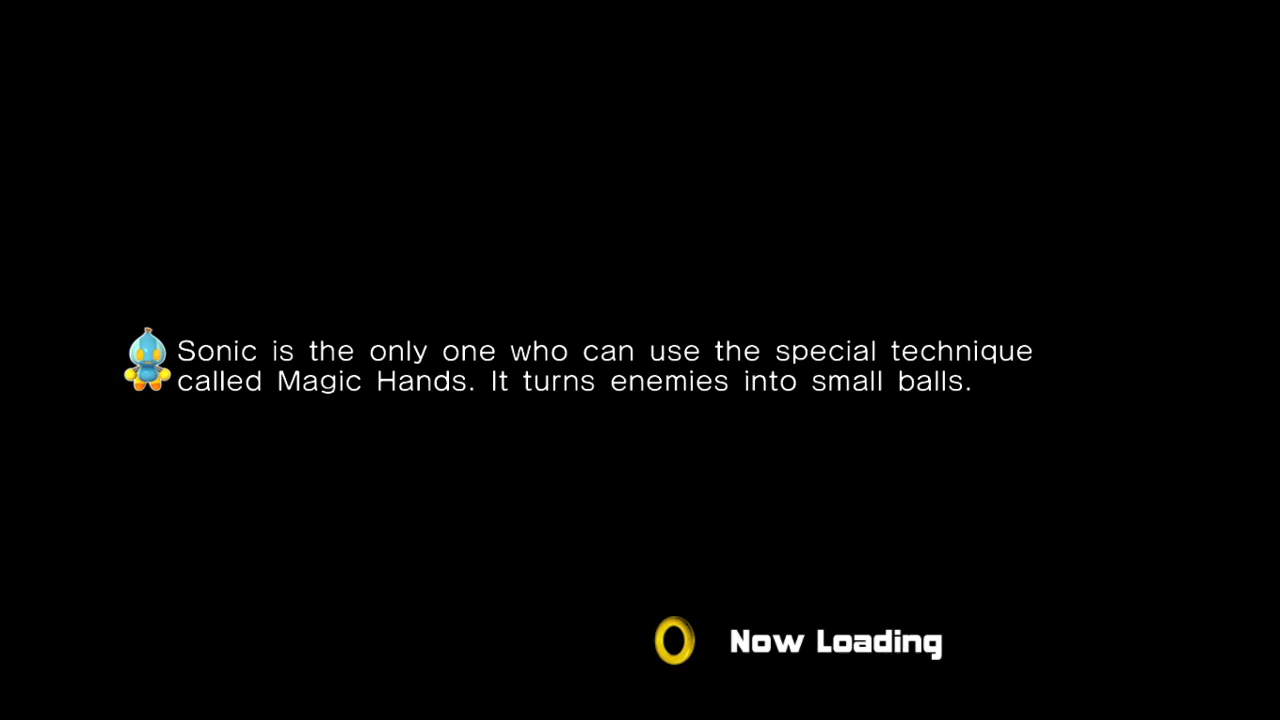 Sonic is the only one who can use the special technique
called Magic Hands. It turns enemies into small balls.
Now Loading